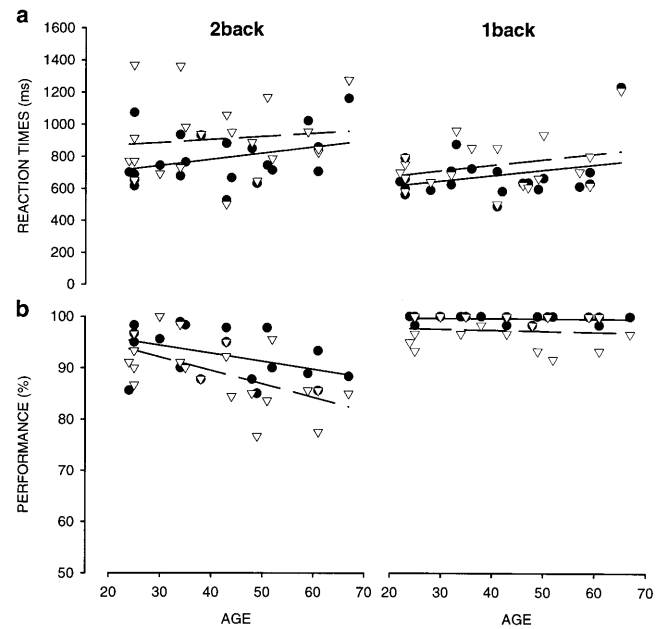 a
2back
1back
REACTION TIMES (ms)
1600
1400
1200
1000
800
600
400
200
0
b
PERFORMANCE (%)
100
90
80
70
60
50
20 30 40 50 60 70
20 30 40 50 60 70
AGE
AGE